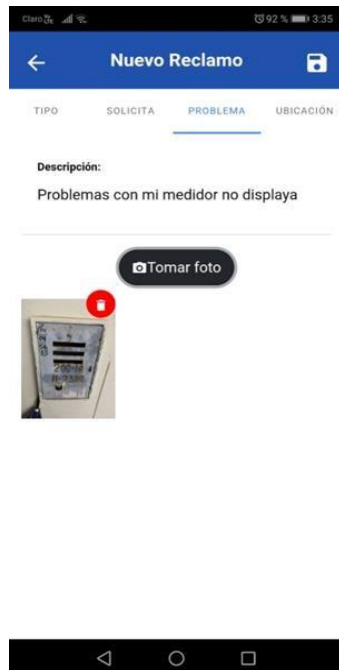 Claro 92 % 3:35
Nuevo Reclamo
TIPO SOLICITA PROBLEMA UBICACIÓN
Descripción:
Problemas con mi medidor no displaya
Tomar foto